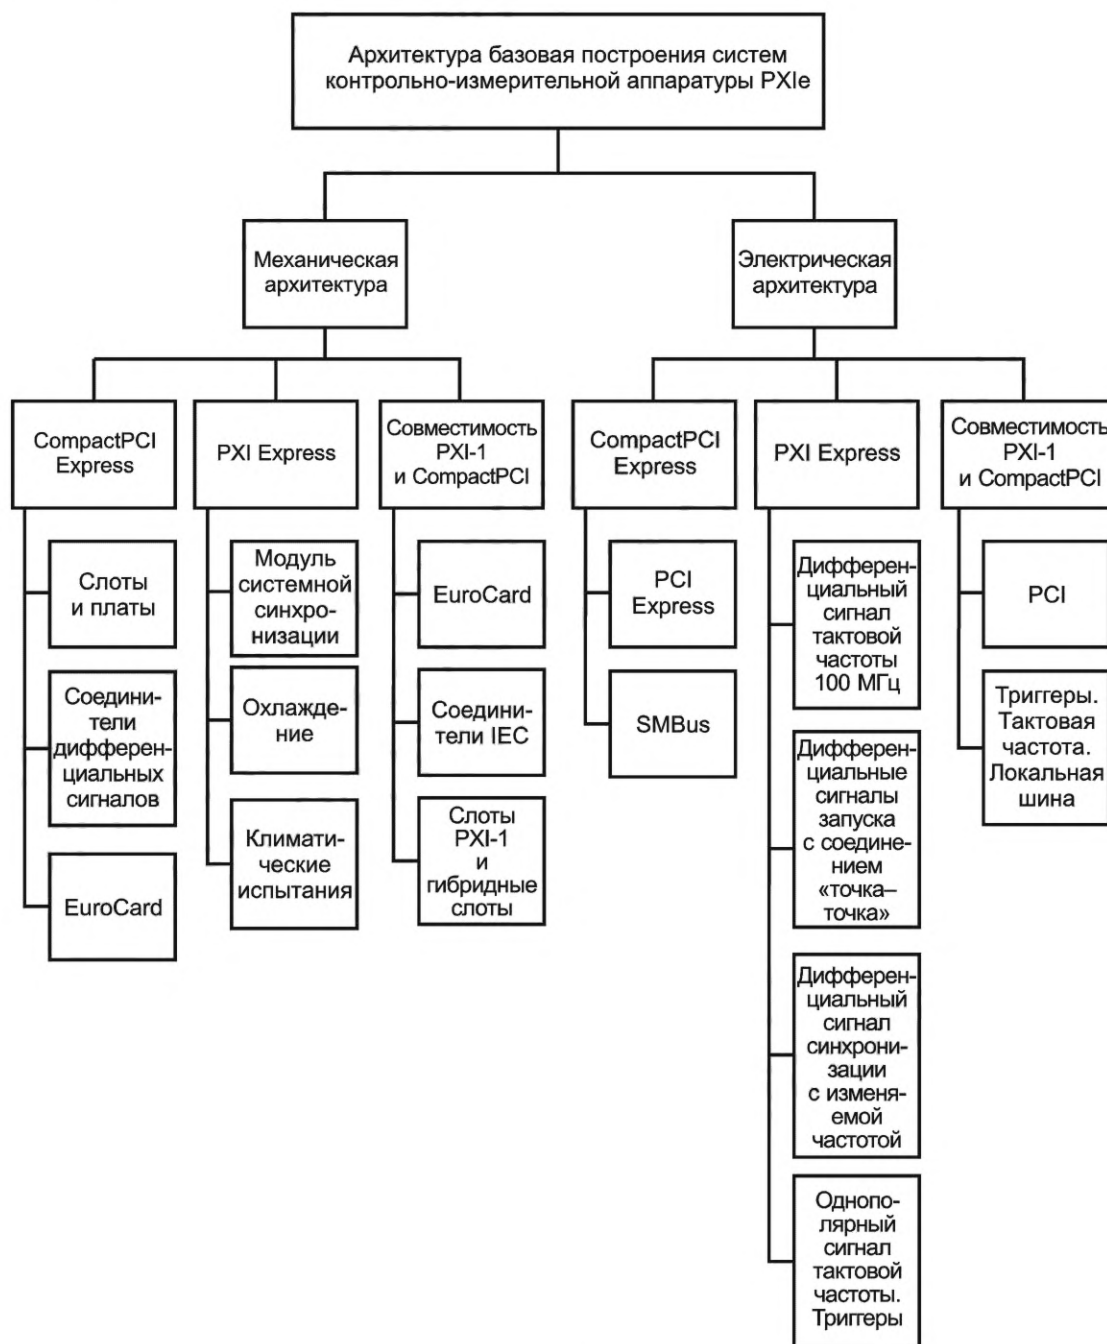 Архитектура базовая построения систем
контрольно-измерительной аппаратуры PXIe
Механическая
архитектура
Электрическая
архитектура
CompactPCI
Express
PXI Express
Совместимость
PXI-1
и CompactPCI
CompactPCI
Express
PXI Express
Совместимость
PXI-1
и CompactPCI
Слоты
и платы
Соедини-
тели
дифферен-
циальных
сигналов
EuroCard
Модуль
системной
синхро-
низации
Охлажде-
ние
Климати-
ческие
испытания
EuroCard
Соедини-
тели IEC
Слоты
PXI-1
и
гибридные
слоты
PCI
Express
SMBus
Дифферен-
циальный
сигнал
тактовой
частоты
100 МГц
Дифферен-
циальные
сигналы
запуска
с соедине-
нием
«точка–
точка»
Дифферен-
циальный
сигнал
синхрони-
зации
с изменя-
емой
частотой
Однопо-
лярный
сигнал
тактовой
частоты.
Триггеры
PCI
Триггеры.
Тактовая
частота.
Локальная
шина